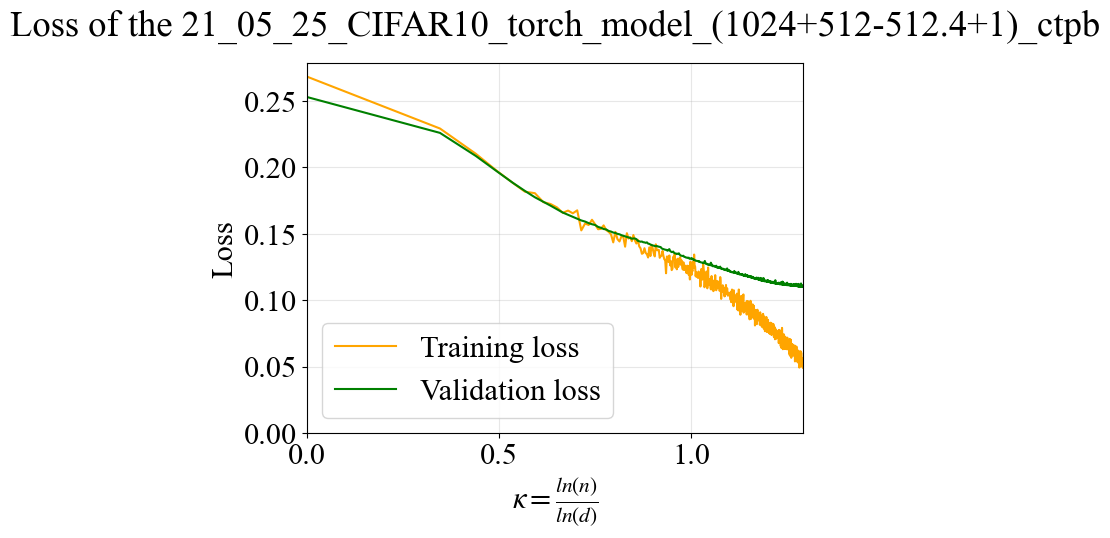 Loss of the 21_05_25_CIFAR10_torch_model_(1024+512-512.4+1)_ctpb
Loss
0.25
0.20
0.15
0.10
0.05
0.00
Training loss
Validation loss
0.0 0.5 1.0
κ = ln(n)/ln(d)